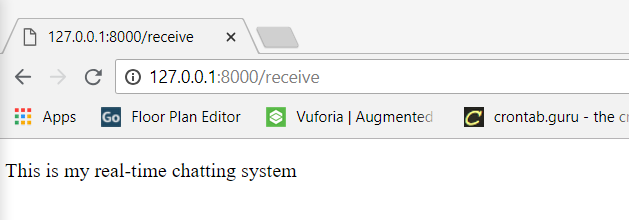 127.0.0.1:8000/receive
127.0.0.1:8000/receive
Apps Go Floor Plan Editor Vuforia | Augmented crontab.guru - the c
This is my real-time chatting system